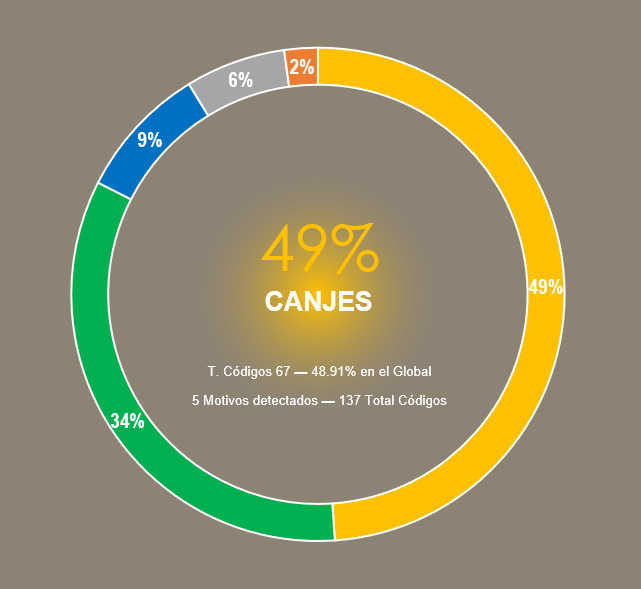 2%
6%
9%
49%
CANJES
49%
T. Códigos 67 — 48.91% en el Global
5 Motivos detectados — 137 Total Códigos
34%